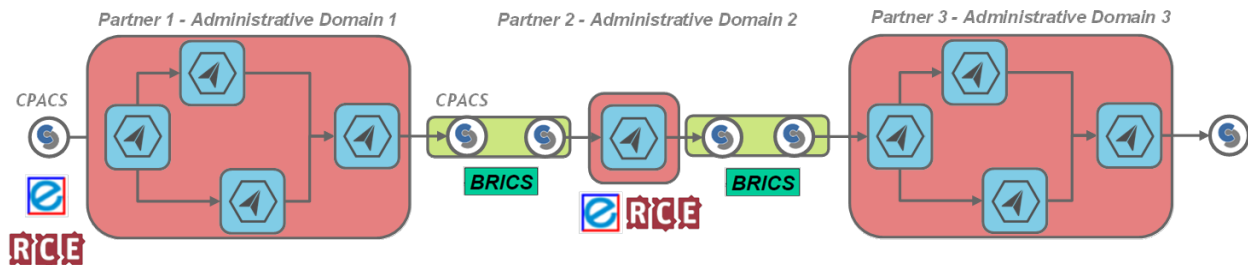 Partner 1 - Administrative Domain 1
Partner 2 - Administrative Domain 2
Partner 3 - Administrative Domain 3
CPACS
CPACS
BRICS
BRICS
e
RCE
e
RCE